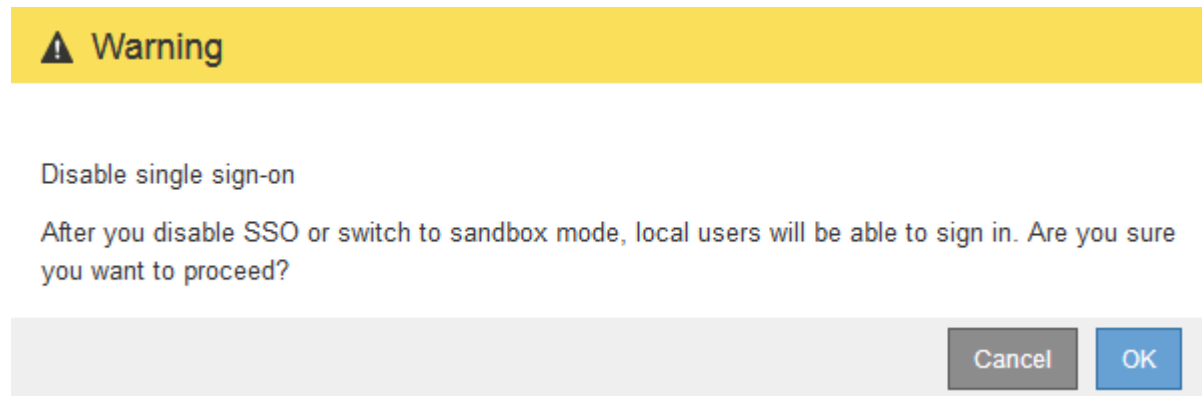 Warning
Disable single sign-on
After you disable SSO or switch to sandbox mode, local users will be able to sign in. Are you sure
you want to proceed?
Cancel OK